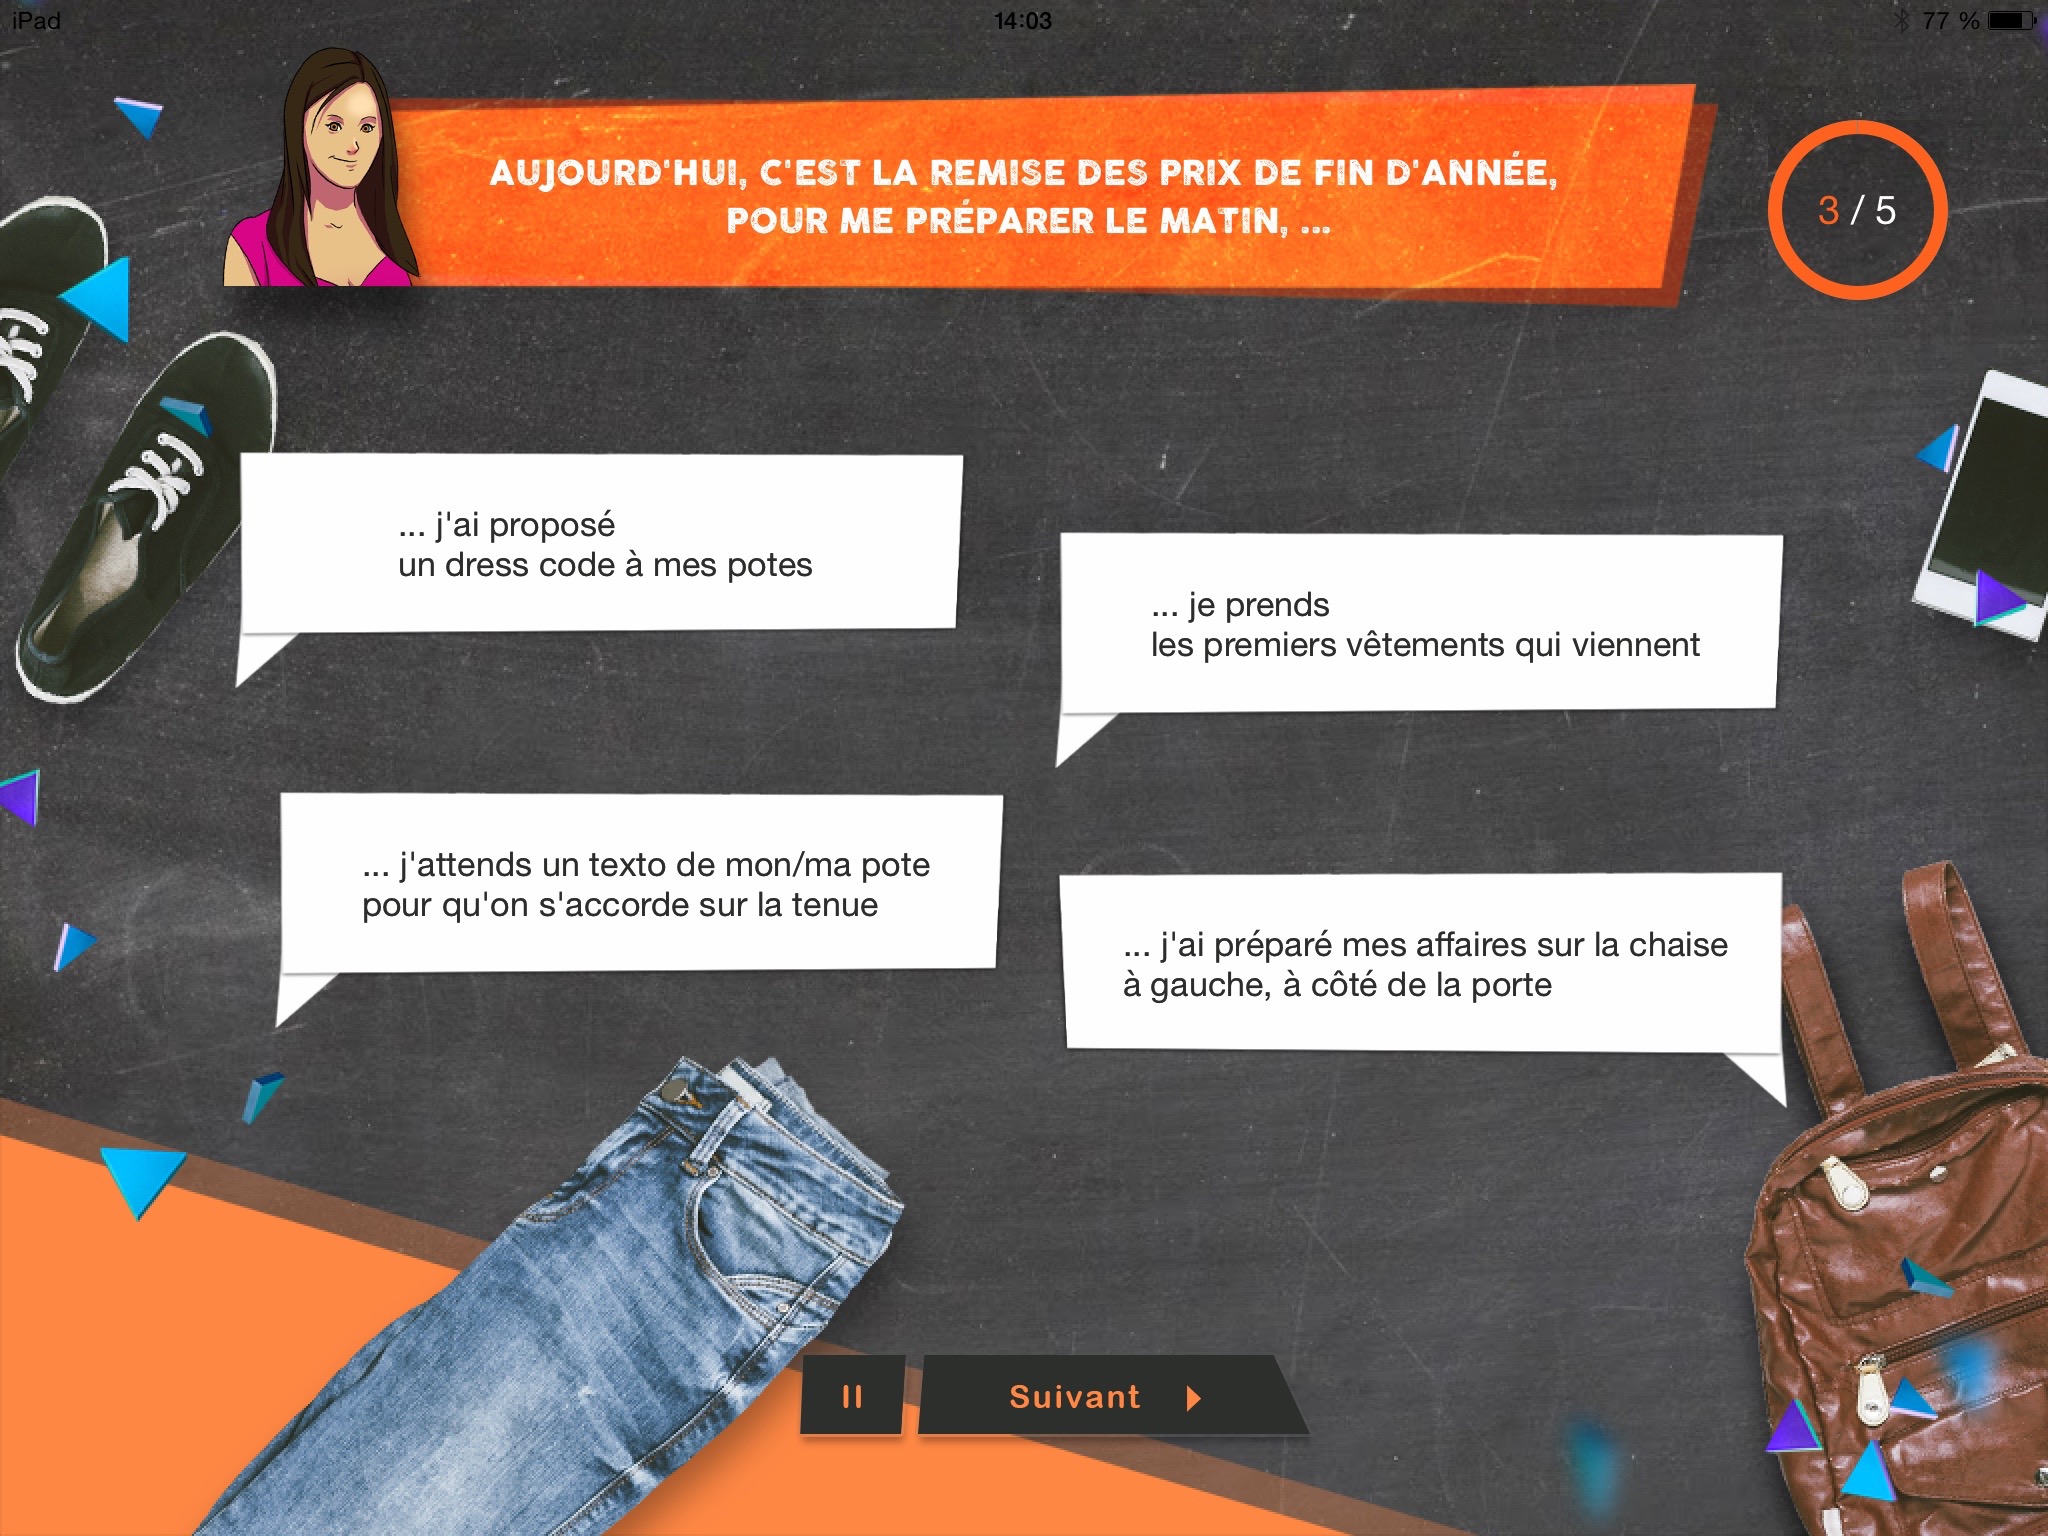 iPad
14:03
77 %
AUJOURD'HUI, C'EST LA REMISE DES PRIX DE FIN D'ANNÉE,
POUR ME PRÉPARER LE MATIN, ...
3 / 5
... j'ai proposé
un dress code à mes potes
... je prends
les premiers vêtements qui viennent
... j'attends un texto de mon/ma pote
pour qu'on s'accorde sur la tenue
... j'ai préparé mes affaires sur la chaise
à gauche, à côté de la porte
Suivant